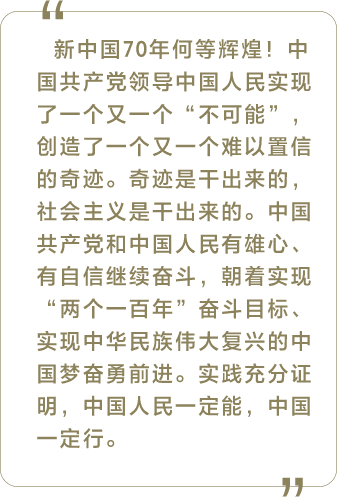 “
新中国70年何等辉煌！中
国共产党领导中国人民实现
了一个又一个“不可能”，
创造了一个又一个难以置信
的奇迹。奇迹是干出来的，
社会主义是干出来的。中国
共产党和中国人民有雄心、
有自信继续奋斗，朝着实现
“两个一百年”奋斗目标、
实现中华民族伟大复兴的中
国梦奋勇前进。实践充分证
明，中国人民一定能，中国
一定行。
”